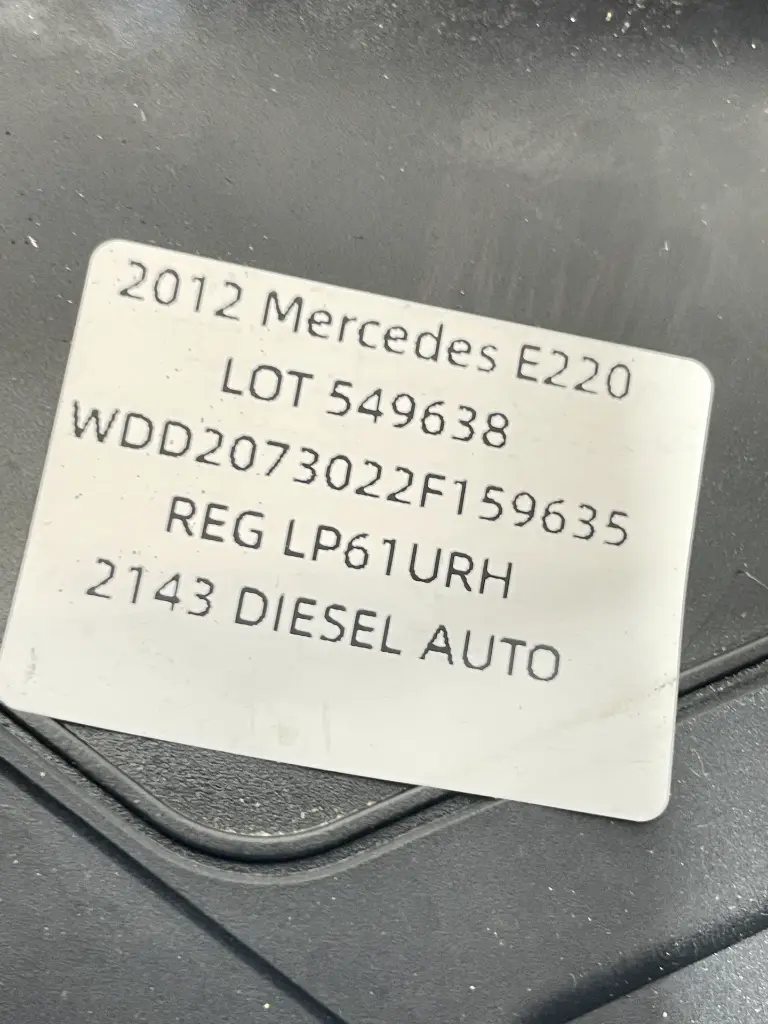 2012 Mercedes E220
LOT 549638
WDD2073022F159635
REG LP61URH
2143 DIESEL AUTO